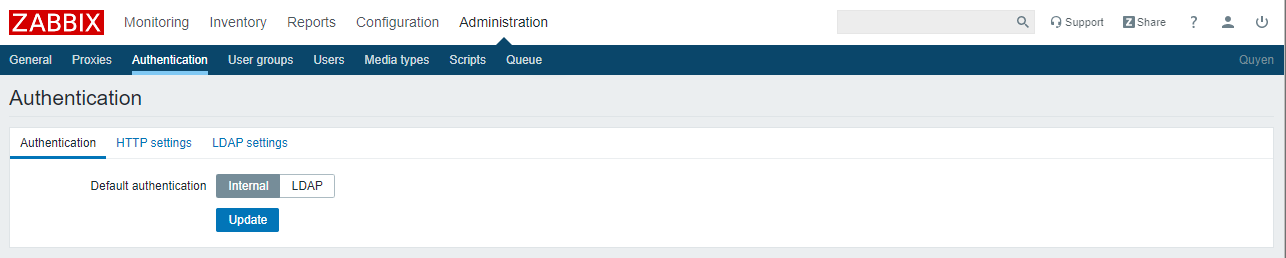 ZABBIX Monitoring Inventory Reports Configuration Administration Support Z Share ?
General Proxies Authentication User groups Users Media types Scripts Queue Quyen
Authentication
Authentication HTTP settings LDAP settings
Default authentication Internal LDAP
Update